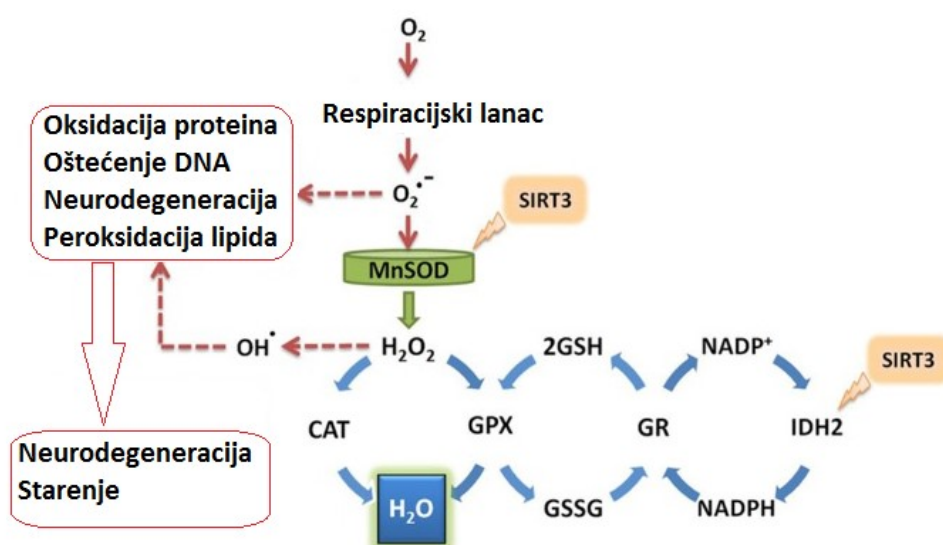 O₂
Respiracijski lanac
Oksidacija proteina
Oštećenje DNA
Neurodegeneracija
Peroksidacija lipida
O₂•−
SIRT3
MnSOD
OH•
H₂O₂
2GSH
NADP⁺
SIRT3
CAT
GPX
GR
IDH2
Neurodegeneracija
Starenje
H₂O
GSSG
NADPH